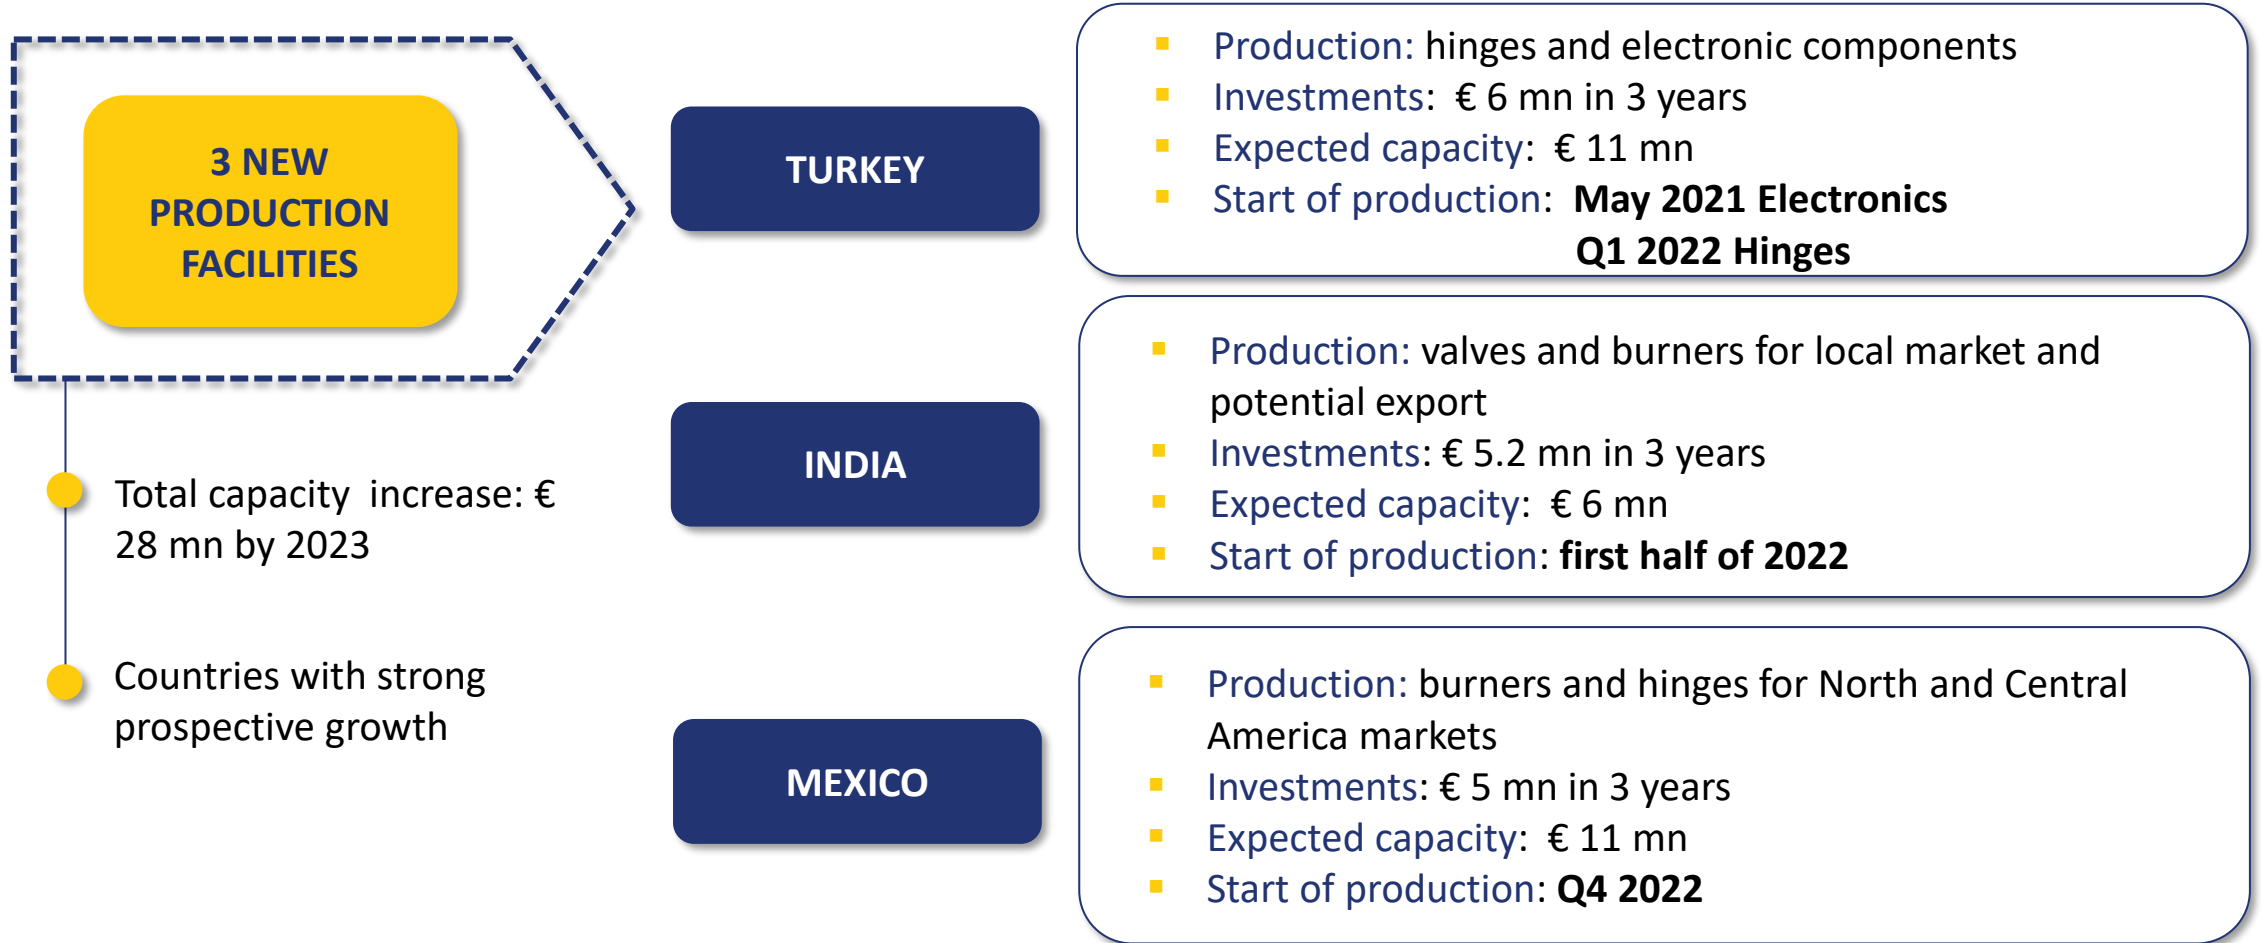 3 NEW
PRODUCTION
FACILITIES
Total capacity increase: €
28 mn by 2023
Countries with strong
prospective growth
TURKEY
Production: hinges and electronic components
Investments: € 6 mn in 3 years
Expected capacity: € 11 mn
Start of production: May 2021 Electronics
Q1 2022 Hinges
INDIA
Production: valves and burners for local market and
potential export
Investments: € 5.2 mn in 3 years
Expected capacity: € 6 mn
Start of production: first half of 2022
MEXICO
Production: burners and hinges for North and Central
America markets
Investments: € 5 mn in 3 years
Expected capacity: € 11 mn
Start of production: Q4 2022